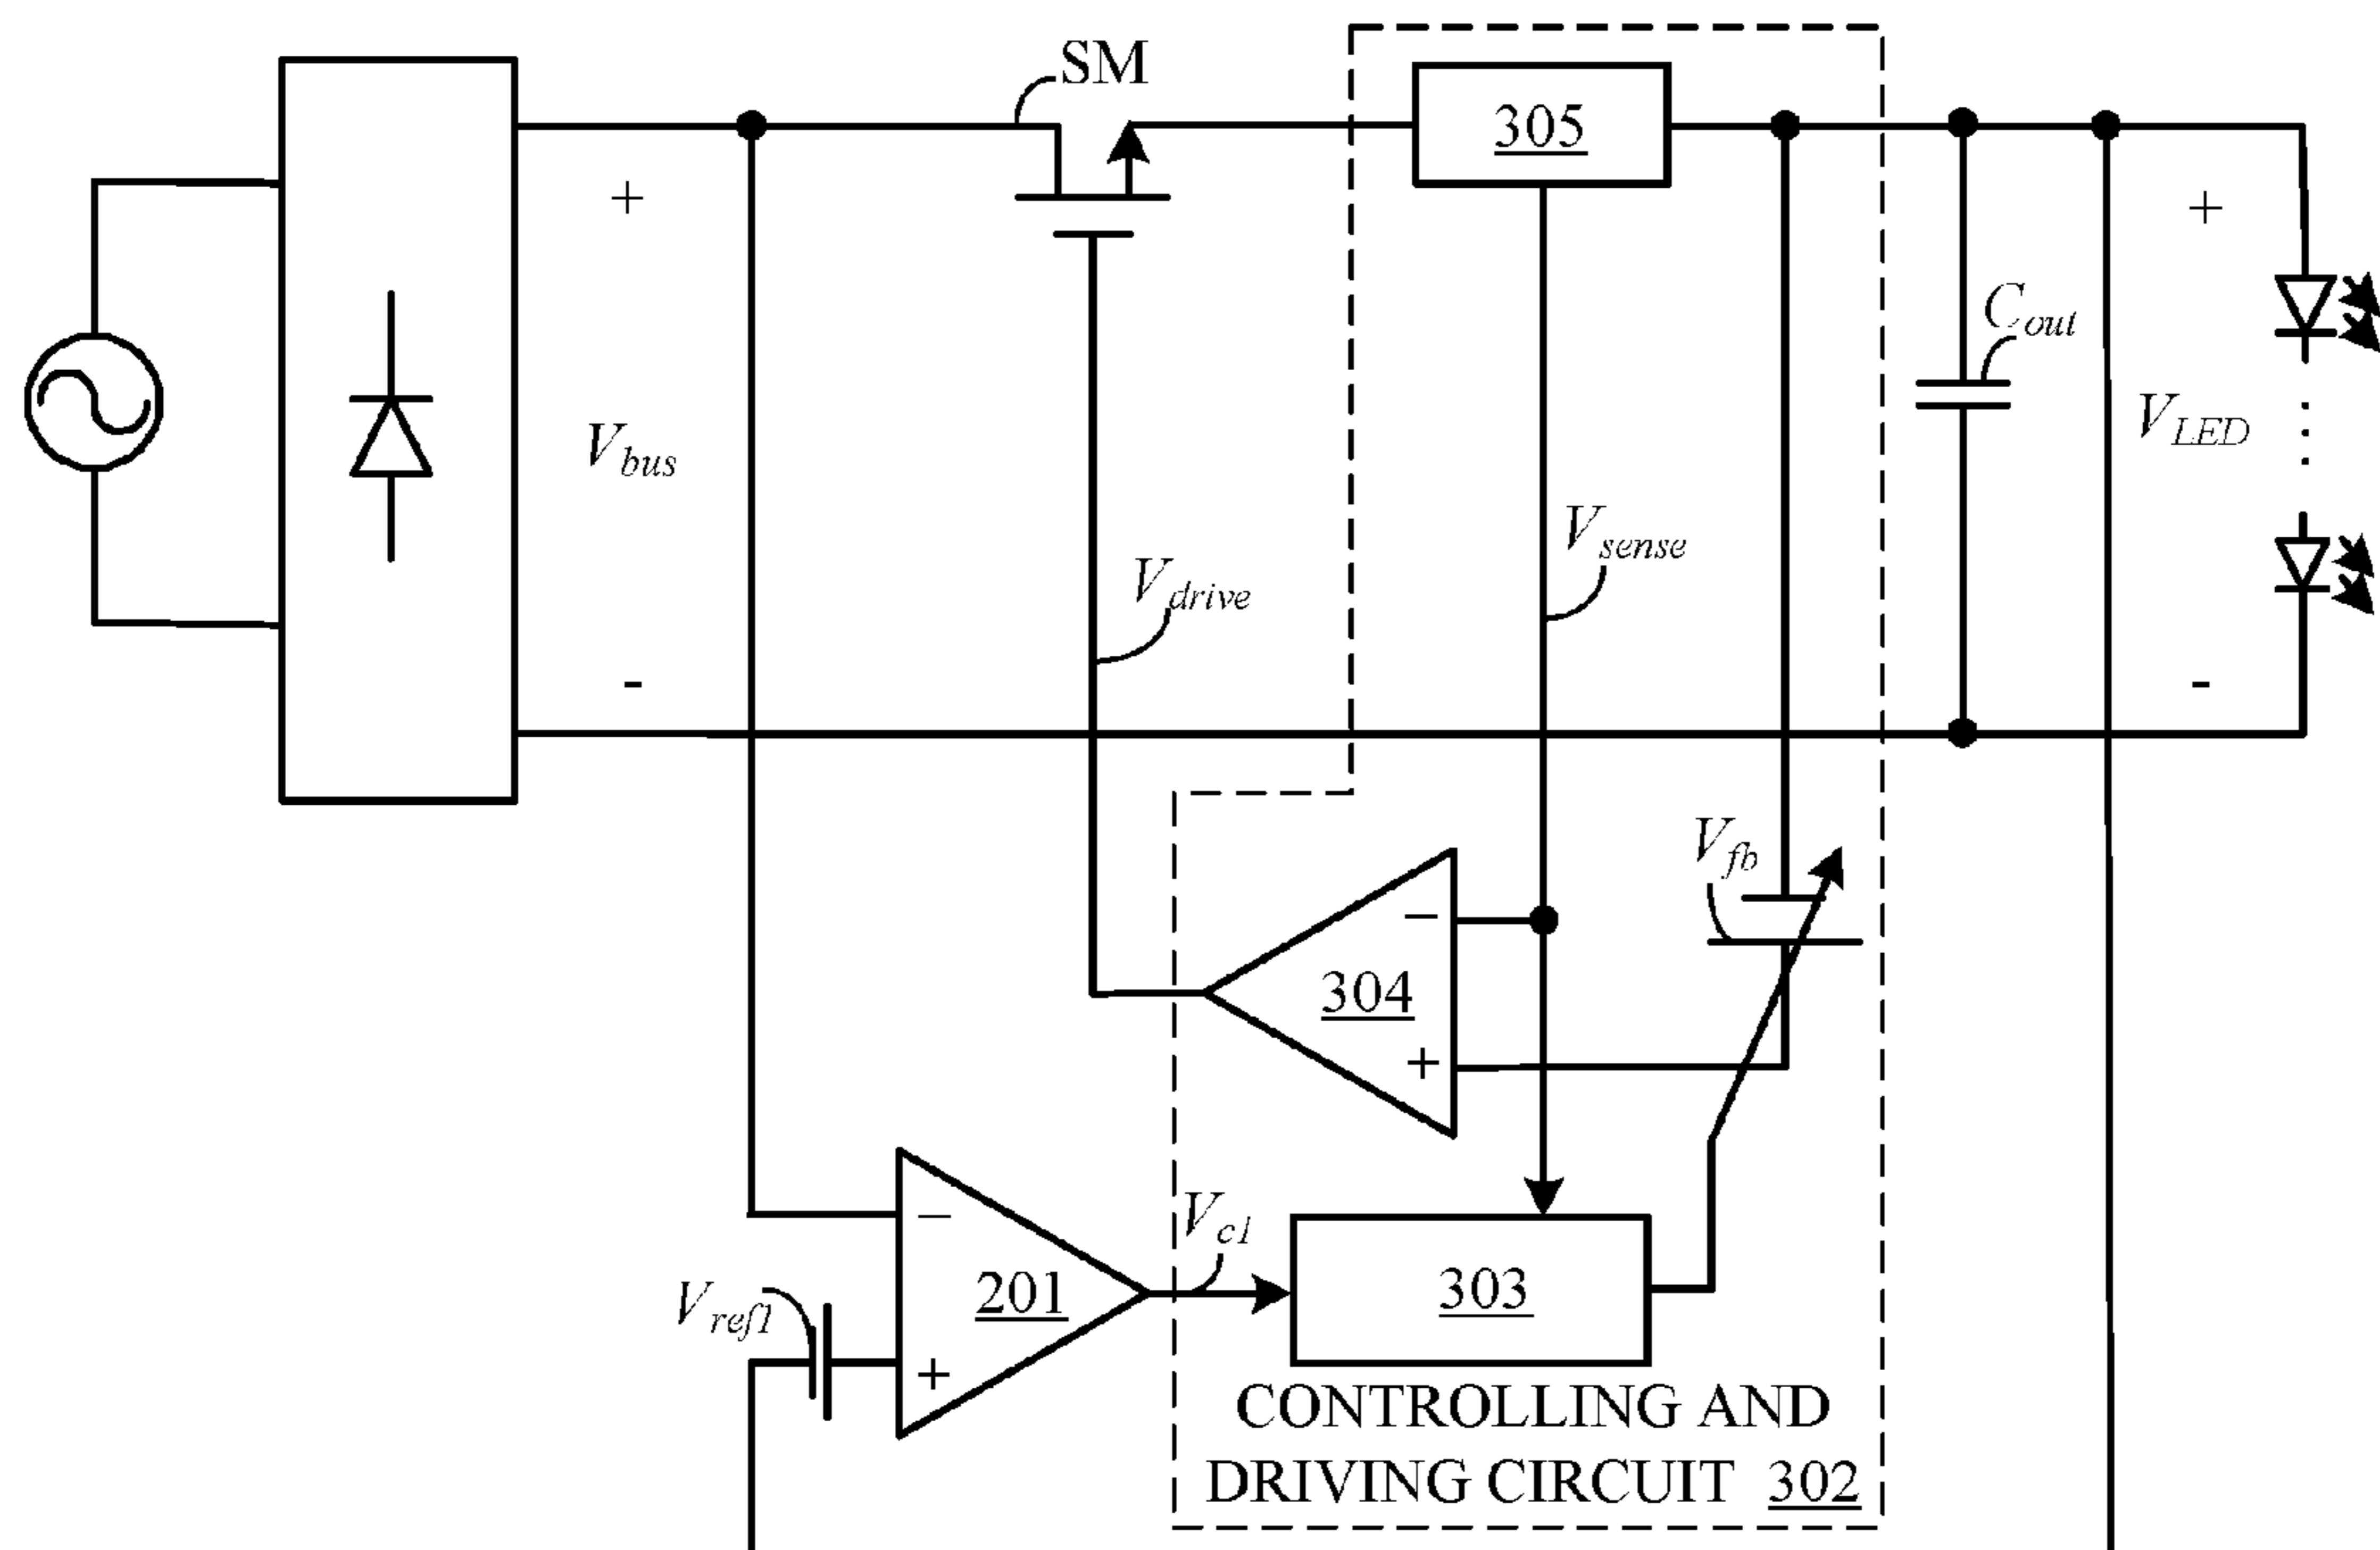 SM
305
+
+
C_out
V_bus
V_LED
V_sense
V_drive
-
-
V_fb
−
304
+
V_c1
−
201
303
V_ref1
+
CONTROLLING AND
DRIVING CIRCUIT 302